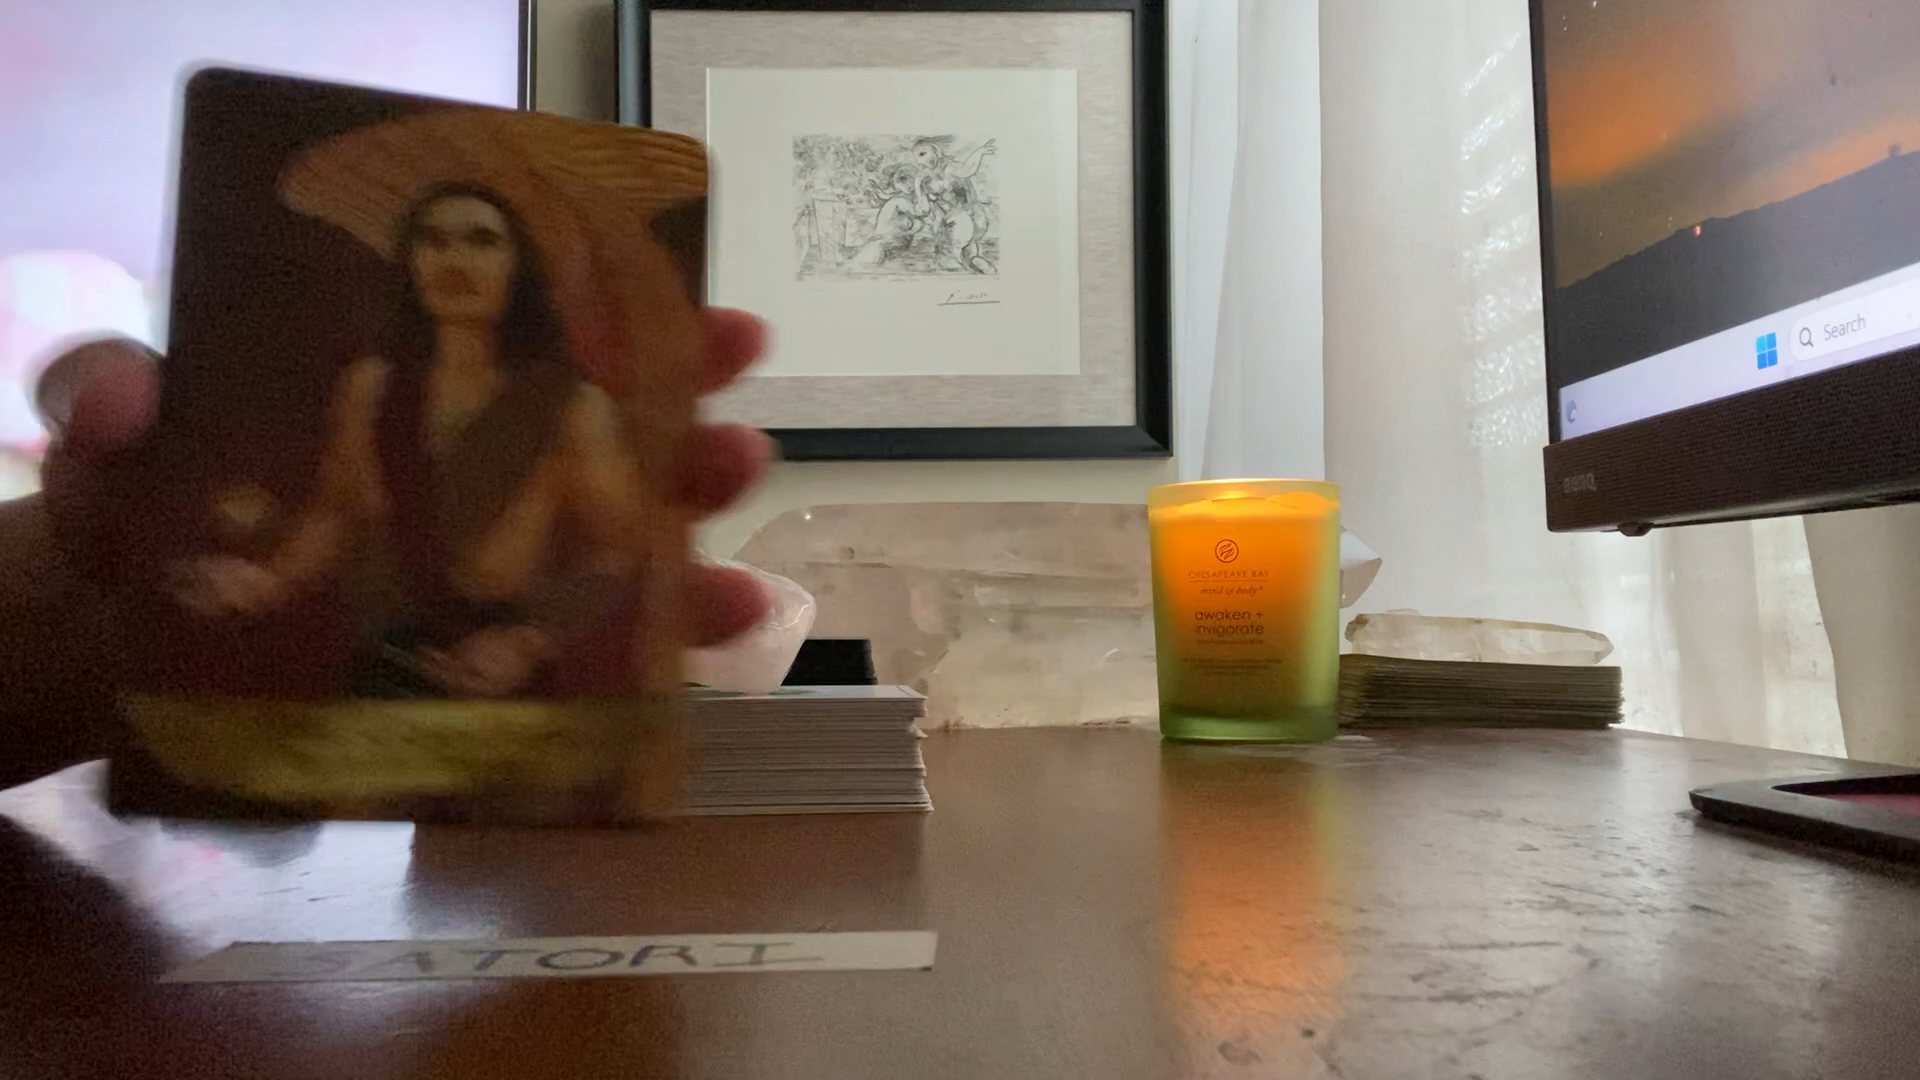 Search
BenQ
CHESAPEAKE BAY
mind & body®
awaken +
invigorate
SATORI